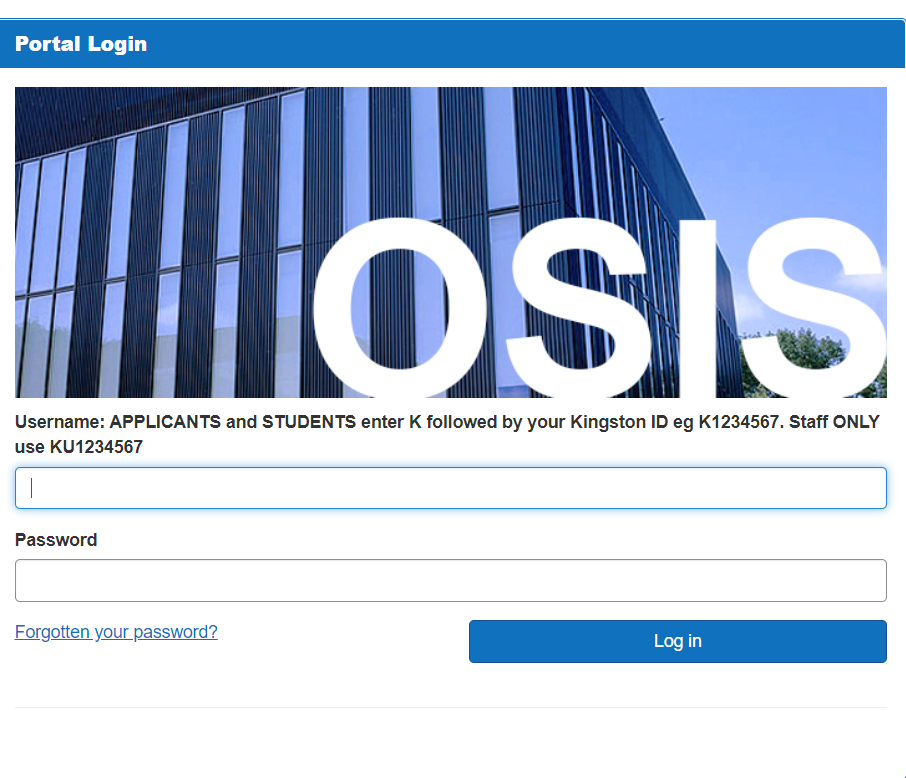 Portal Login
OSIS
Username: APPLICANTS and STUDENTS enter K followed by your Kingston ID eg K1234567. Staff ONLY
use KU1234567
Password
Forgotten your password?
Log in